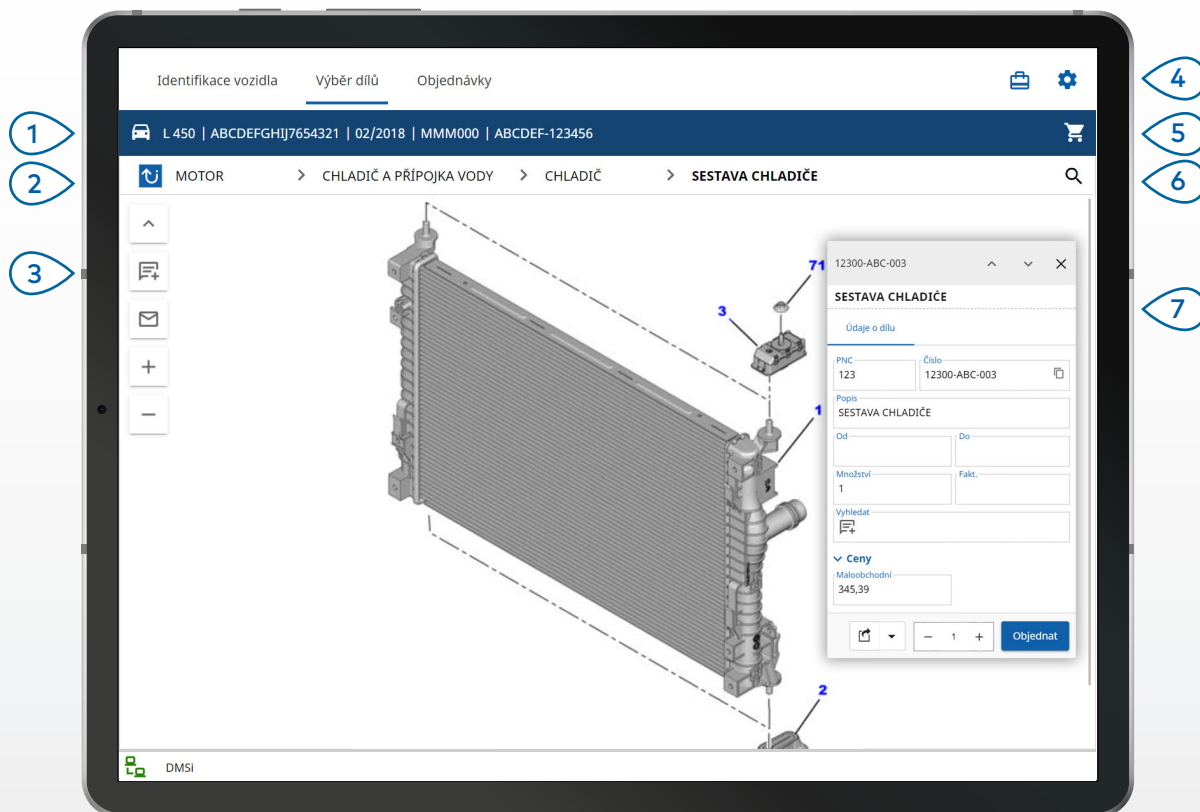 Identifikace vozidla Výběr dílů Objednávky
4
1
L 450 | ABCDEFGHIJ7654321 | 02/2018 | MMM000 | ABCDEF-123456
5
2
MOTOR CHLADIČ A PŘÍPOJKA VODY CHLADIČ SESTAVA CHLADIČE
6
3
71
3
1
2
12300-ABC-003
SESTAVA CHLADIČE
7
Údaje o dílu
PNC
123
Číslo
12300-ABC-003
Popis
SESTAVA CHLADIČE
Od
Do
Množství
1
Fakt.
Vyhledat
Ceny
Maloobchodní
345,39
− 1 + Objednat
DMSi